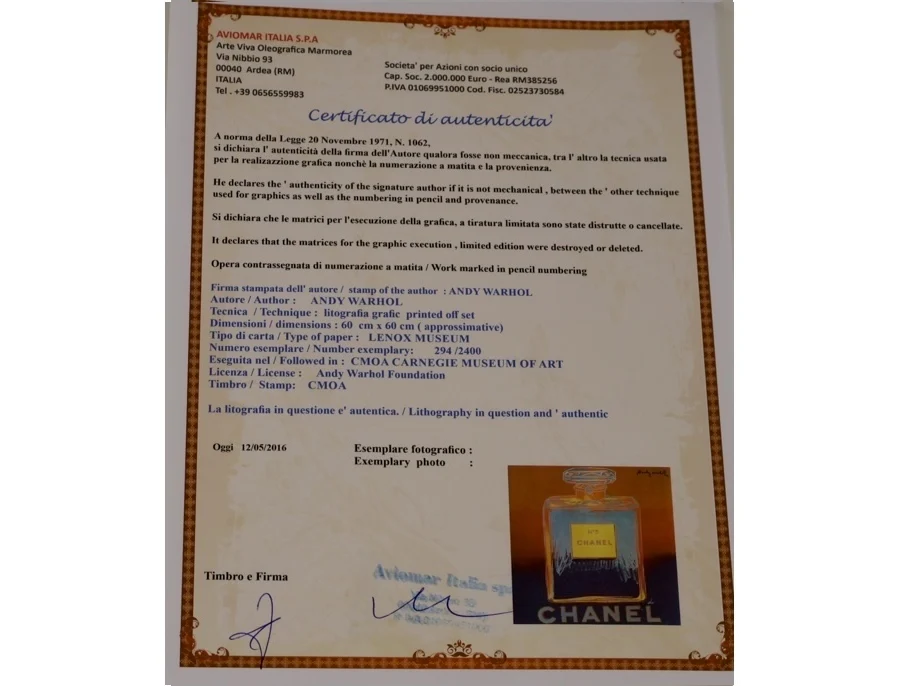 AVIOMAR ITALIA S.P.A
Arte Viva Oleografica Marmorea
Via Nibbio 93
00040 Ardea (RM)
ITALIA
Tel . +39 0656559983
Societa' per Azioni con socio unico
Cap. Soc. 2.000.000 Euro - Rea RM385256
P.IVA 01069951000 Cod. Fisc. 02523730584
Certificato di autenticita'
A norma della Legge 20 Novembre 1971, N. 1062,
si dichiara l' autenticità della firma dell'Autore qualora fosse non meccanica, tra l' altro la tecnica usata
per la realizazzione grafica nonchè la numerazione a matita e la provenienza.
He declares the ' authenticity of the signature author if it is not mechanical , between the ' other technique
used for graphics as well as the numbering in pencil and provenance.
Si dichiara che le matrici per l'esecuzione della grafica, a tiratura limitata sono state distrutte o cancellate.
It declares that the matrices for the graphic execution , limited edition were destroyed or deleted.
Opera contrassegnata di numerazione a matita / Work marked in pencil numbering
Firma stampata dell' autore / stamp of the author : ANDY WARHOL
Autore / Author : ANDY WARHOL
Tecnica / Technique : litografia grafic printed off set
Dimensioni / dimensions : 60 cm x 60 cm ( approssimative)
Tipo di carta / Type of paper : LENOX MUSEUM
Numero esemplare / Number exemplary: 294 /2400
Eseguita nel / Followed in : CMOA CARNEGIE MUSEUM OF ART
Licenza / License : Andy Warhol Foundation
Timbro / Stamp: CMOA
La litografia in questione e' autentica. / Lithography in question and ' authentic
Oggi 12/05/2016
Esemplare fotografico :
Exemplary photo :
N°5
CHANEL
CHANEL
Timbro e Firma
Aviomar Italia spa